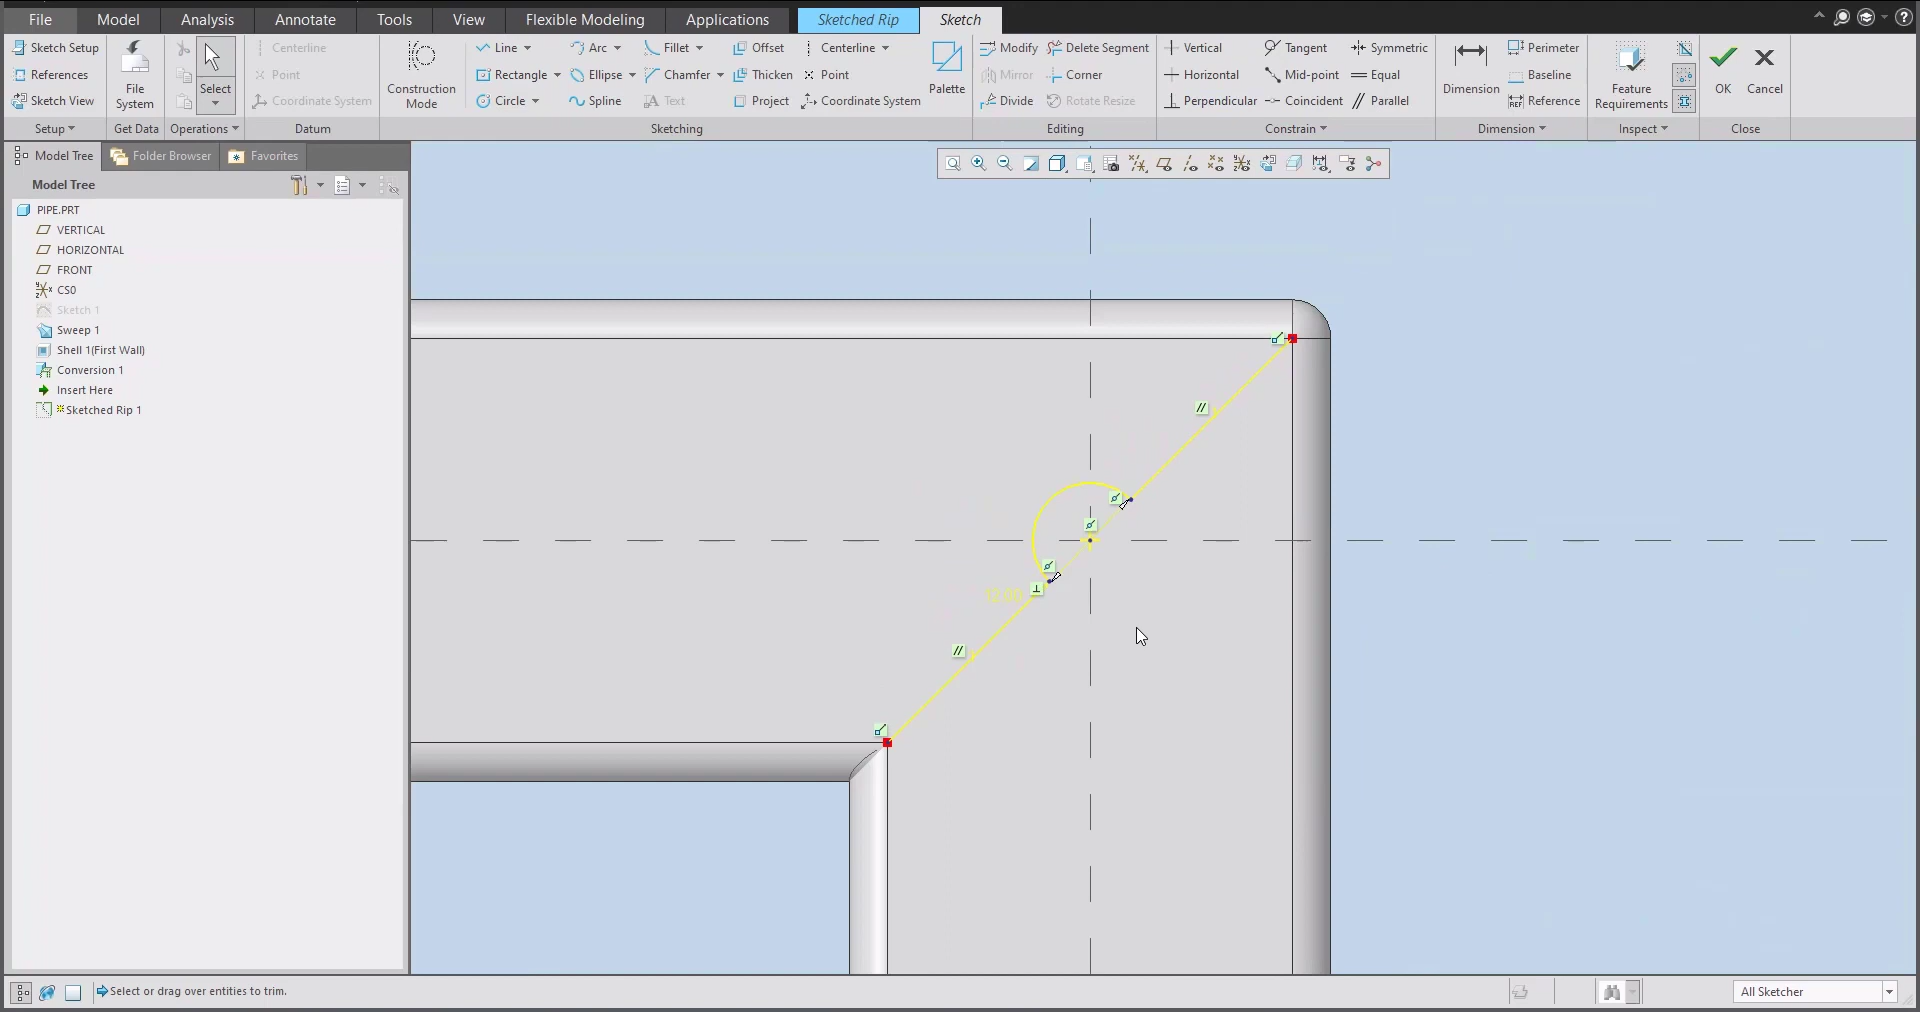 File Model Analysis Annotate Tools View Flexible Modeling Applications Sketched Rip Sketch
Sketch Setup
References
Sketch View
File System
Select
Centerline
Point
Coordinate System
Construction Mode
Line Arc Fillet Offset Centerline
Rectangle Ellipse Chamfer Thicken Point
Circle Spline Text Project Coordinate System
Palette
Modify Delete Segment
Mirror Corner
Divide Rotate Resize
Vertical Tangent Symmetric
Horizontal Mid-point Equal
Perpendicular Coincident Parallel
Dimension
Perimeter
Baseline
Reference
Feature Requirements
OK Cancel
Setup Get Data Operations Datum Sketching Editing Constrain Dimension Inspect Close
Model Tree Folder Browser Favorites
Model Tree
PIPE.PRT
VERTICAL
HORIZONTAL
FRONT
CS0
Sketch 1
Sweep 1
Shell 1(First Wall)
Conversion 1
Insert Here
Sketched Rip 1
12.00
Select or drag over entities to trim.
All Sketcher